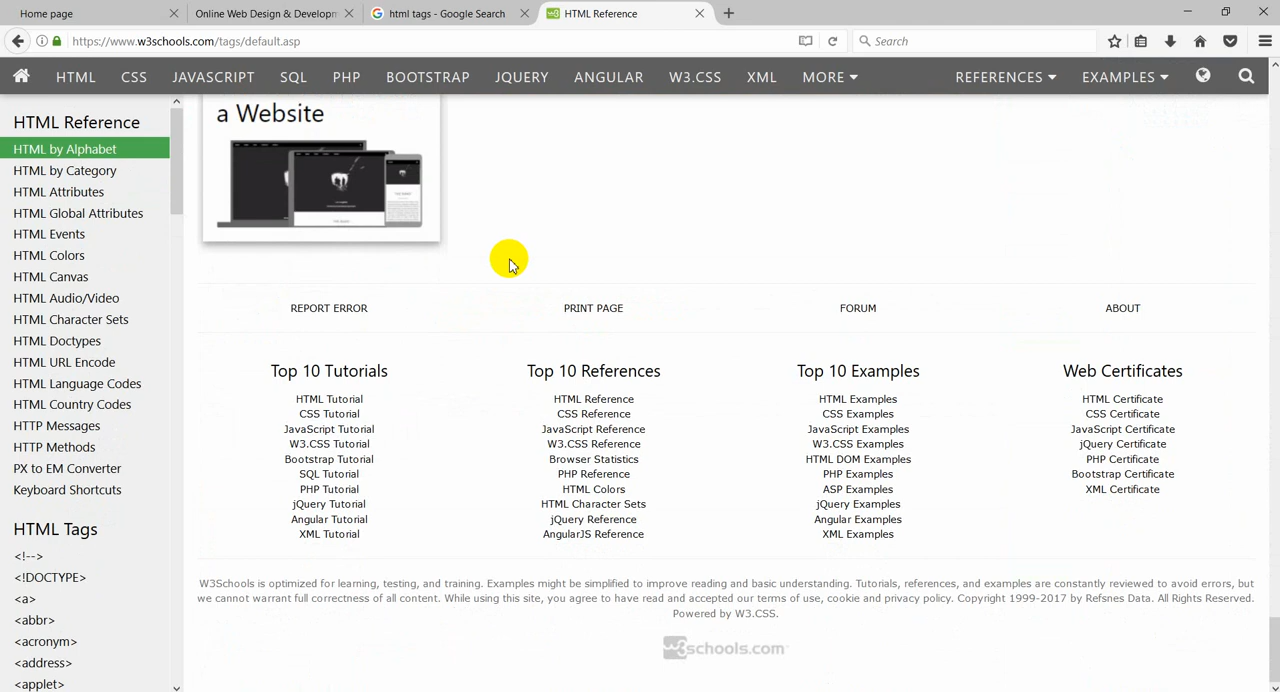 Home page
Online Web Design & Developm
html tags - Google Search
HTML Reference
https://www.w3schools.com/tags/default.asp
Search
HTML CSS JAVASCRIPT SQL PHP BOOTSTRAP JQUERY ANGULAR W3.CSS XML MORE REFERENCES EXAMPLES
HTML Reference
HTML by Alphabet
HTML by Category
HTML Attributes
HTML Global Attributes
HTML Events
HTML Colors
HTML Canvas
HTML Audio/Video
HTML Character Sets
HTML Doctypes
HTML URL Encode
HTML Language Codes
HTML Country Codes
HTTP Messages
HTTP Methods
PX to EM Converter
Keyboard Shortcuts
HTML Tags
<!-->
<!DOCTYPE>
<a>
<abbr>
<acronym>
<address>
<applet>
a Website
REPORT ERROR
PRINT PAGE
FORUM
ABOUT
Top 10 Tutorials
HTML Tutorial
CSS Tutorial
JavaScript Tutorial
W3.CSS Tutorial
Bootstrap Tutorial
SQL Tutorial
PHP Tutorial
jQuery Tutorial
Angular Tutorial
XML Tutorial
Top 10 References
HTML Reference
CSS Reference
JavaScript Reference
W3.CSS Reference
Browser Statistics
PHP Reference
HTML Colors
HTML Character Sets
jQuery Reference
AngularJS Reference
Top 10 Examples
HTML Examples
CSS Examples
JavaScript Examples
W3.CSS Examples
HTML DOM Examples
PHP Examples
ASP Examples
jQuery Examples
Angular Examples
XML Examples
Web Certificates
HTML Certificate
CSS Certificate
JavaScript Certificate
jQuery Certificate
PHP Certificate
Bootstrap Certificate
XML Certificate
W3Schools is optimized for learning, testing, and training. Examples might be simplified to improve reading and basic understanding. Tutorials, references, and examples are constantly reviewed to avoid errors, but
we cannot warrant full correctness of all content. While using this site, you agree to have read and accepted our terms of use, cookie and privacy policy. Copyright 1999-2017 by Refsnes Data. All Rights Reserved.
Powered by W3.CSS.
w3schools.com